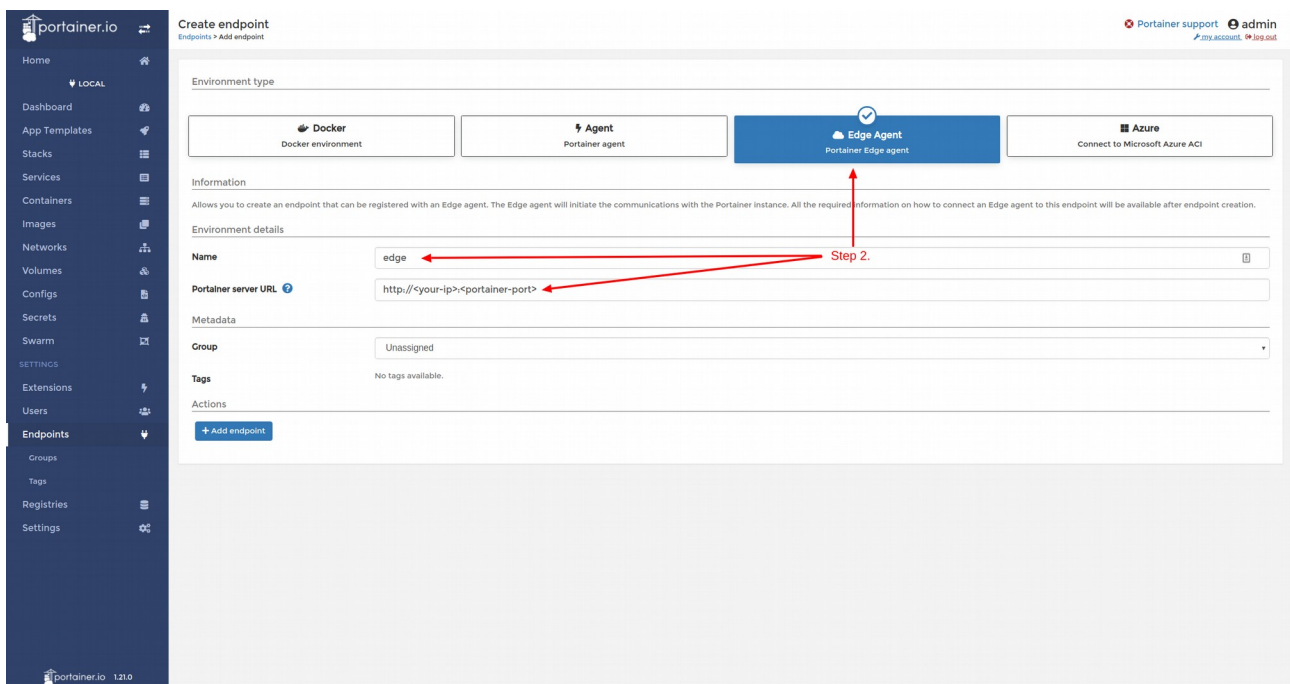 portainer.io
Create endpoint
Endpoints > Add endpoint
Portainer support admin
my account log out
Home
LOCAL
Dashboard
App Templates
Stacks
Services
Containers
Images
Networks
Volumes
Configs
Secrets
Swarm
SETTINGS
Extensions
Users
Endpoints
Groups
Tags
Registries
Settings
portainer.io 1.21.0
Environment type
Docker
Docker environment
Agent
Portainer agent
Edge Agent
Portainer Edge agent
Azure
Connect to Microsoft Azure ACI
Information
Allows you to create an endpoint that can be registered with an Edge agent. The Edge agent will initiate the communications with the Portainer instance. All the required information on how to connect an Edge agent to this endpoint will be available after endpoint creation.
Environment details
Name edge
Step 2.
Portainer server URL http://<your-ip>:<portainer-port>
Metadata
Group Unassigned
Tags No tags available.
Actions
+ Add endpoint